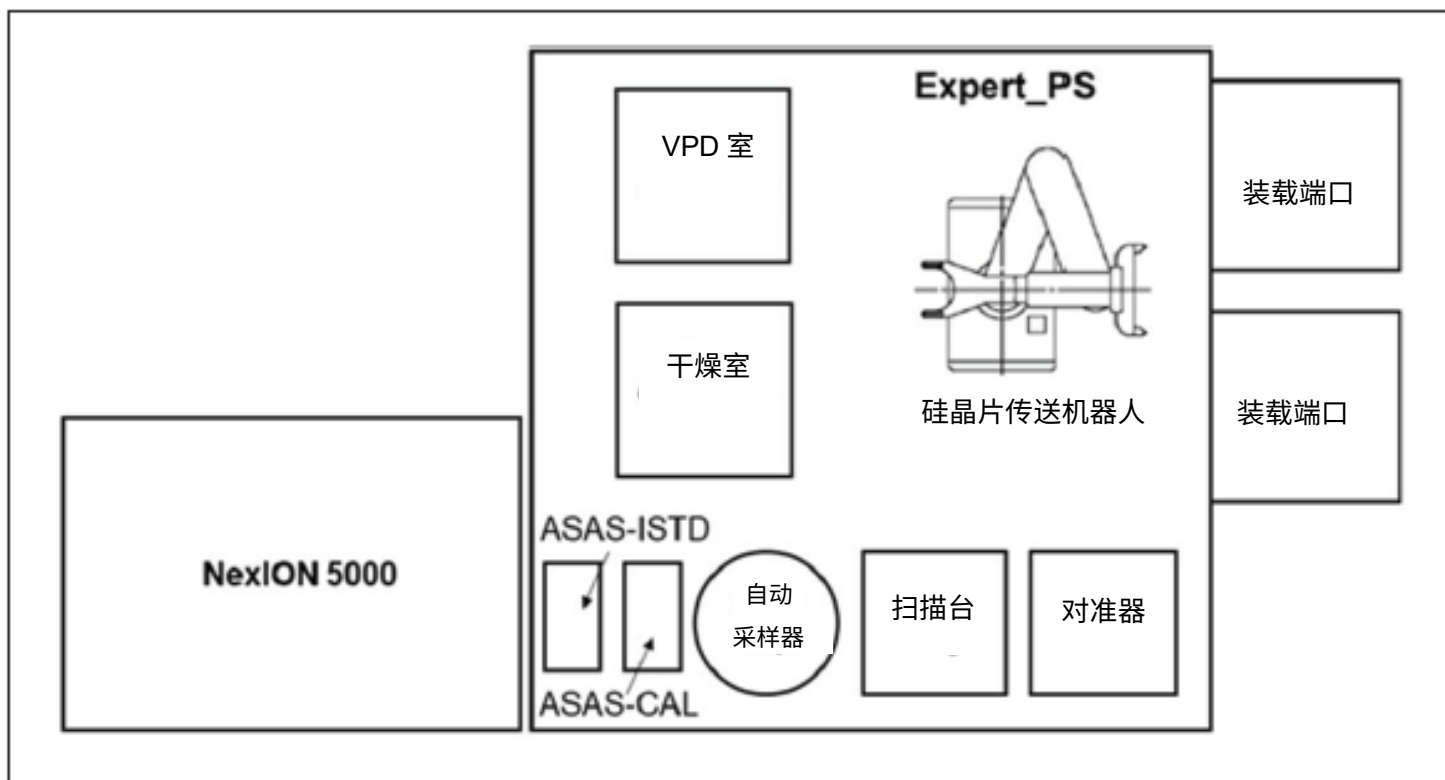 Expert_PS
VPD 室
装载端口
干燥室
硅晶片传送机器人
装载端口
ASAS-ISTD
NexION 5000
自动
采样器
扫描台
对准器
ASAS-CAL